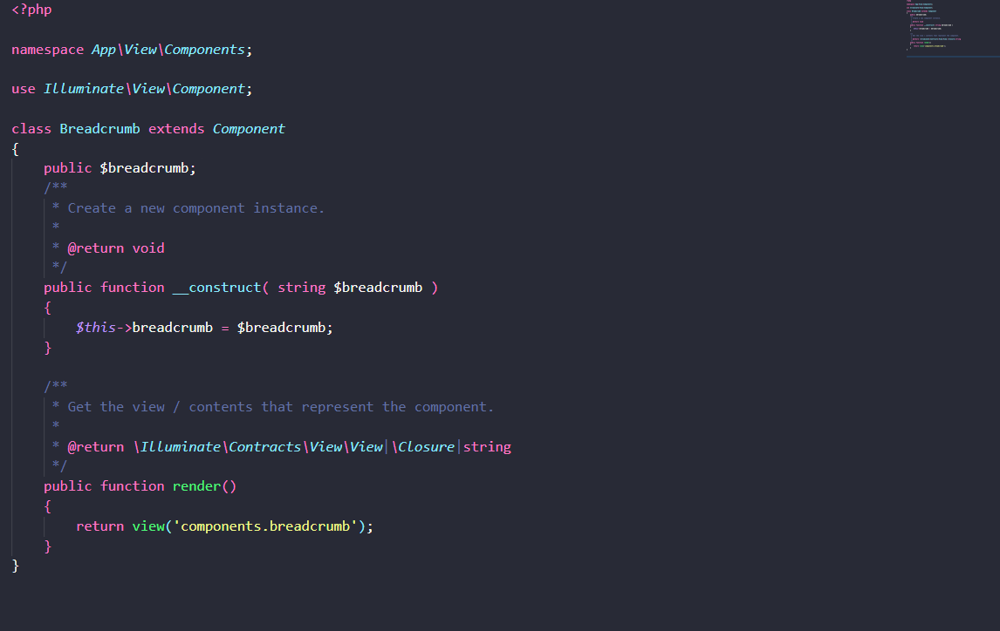 <?php
namespace App\View\Components;
use Illuminate\View\Component;
class Breadcrumb extends Component
{
    public $breadcrumb;
    /**
     * Create a new component instance.
     *
     * @return void
     */
    public function __construct( string $breadcrumb )
    {
        $this->breadcrumb = $breadcrumb;
    }
    /**
     * Get the view / contents that represent the component.
     *
     * @return \Illuminate\Contracts\View\View|\Closure|string
     */
    public function render()
    {
        return view('components.breadcrumb');
    }
}